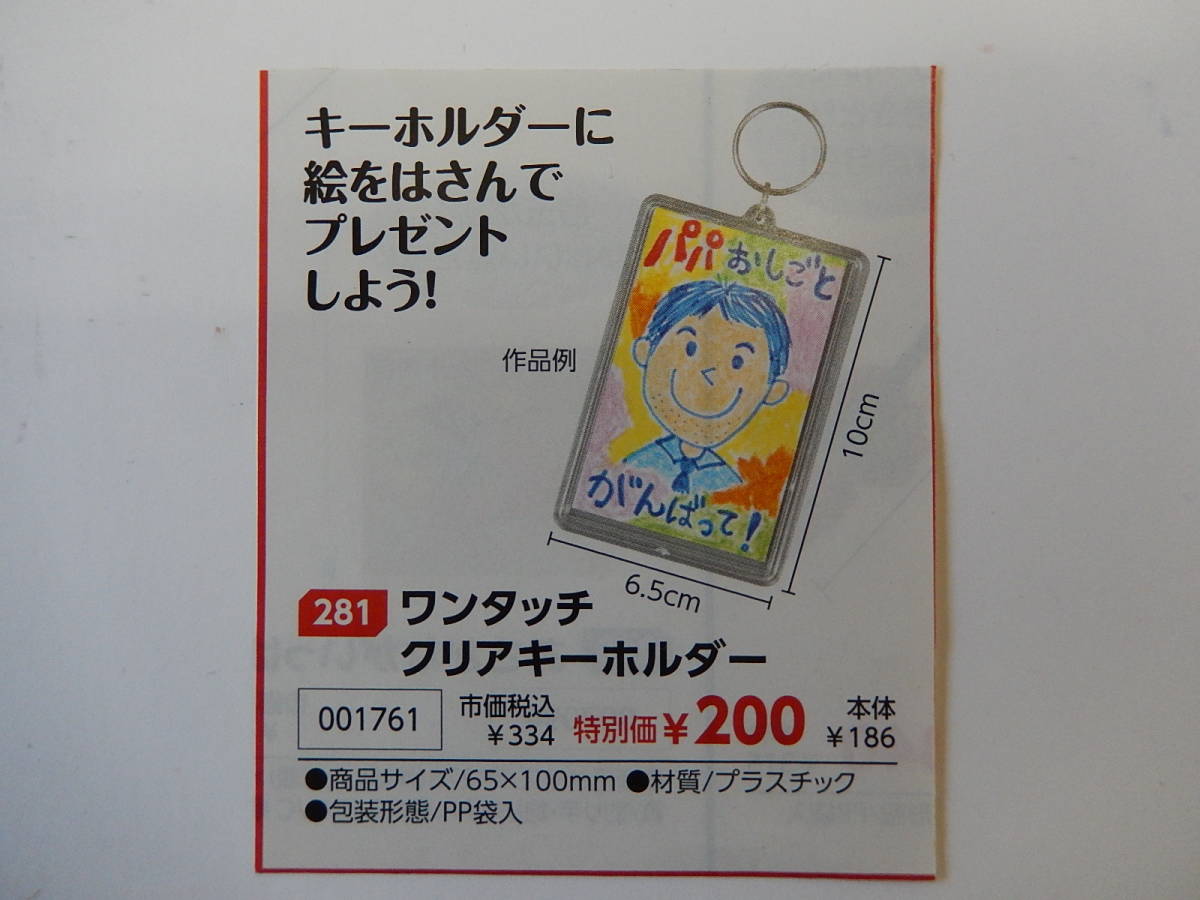 キーホルダーに
絵をはさんで
プレゼント
しよう!
パパ おしごと
がんばって!
作品例
10cm
6.5cm
281 ワンタッチ
クリアキーホルダー
001761
市価税込
¥334
特別価¥200
本体
¥186
●商品サイズ/65×100mm ●材質/プラスチック
●包装形態/PP袋入